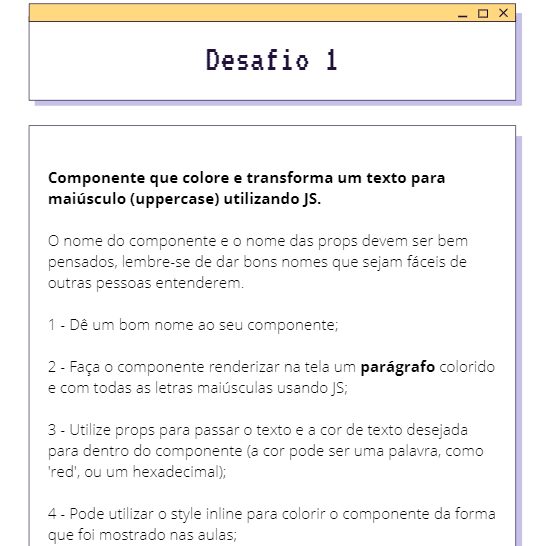 Desafio 1
Componente que colore e transforma um texto para
maiúsculo (uppercase) utilizando JS.
O nome do componente e o nome das props devem ser bem
pensados, lembre-se de dar bons nomes que sejam fáceis de
outras pessoas entenderem.
1 - Dê um bom nome ao seu componente;
2 - Faça o componente renderizar na tela um parágrafo colorido
e com todas as letras maiúsculas usando JS;
3 - Utilize props para passar o texto e a cor de texto desejada
para dentro do componente (a cor pode ser uma palavra, como
'red', ou um hexadecimal);
4 - Pode utilizar o style inline para colorir o componente da forma
que foi mostrado nas aulas;